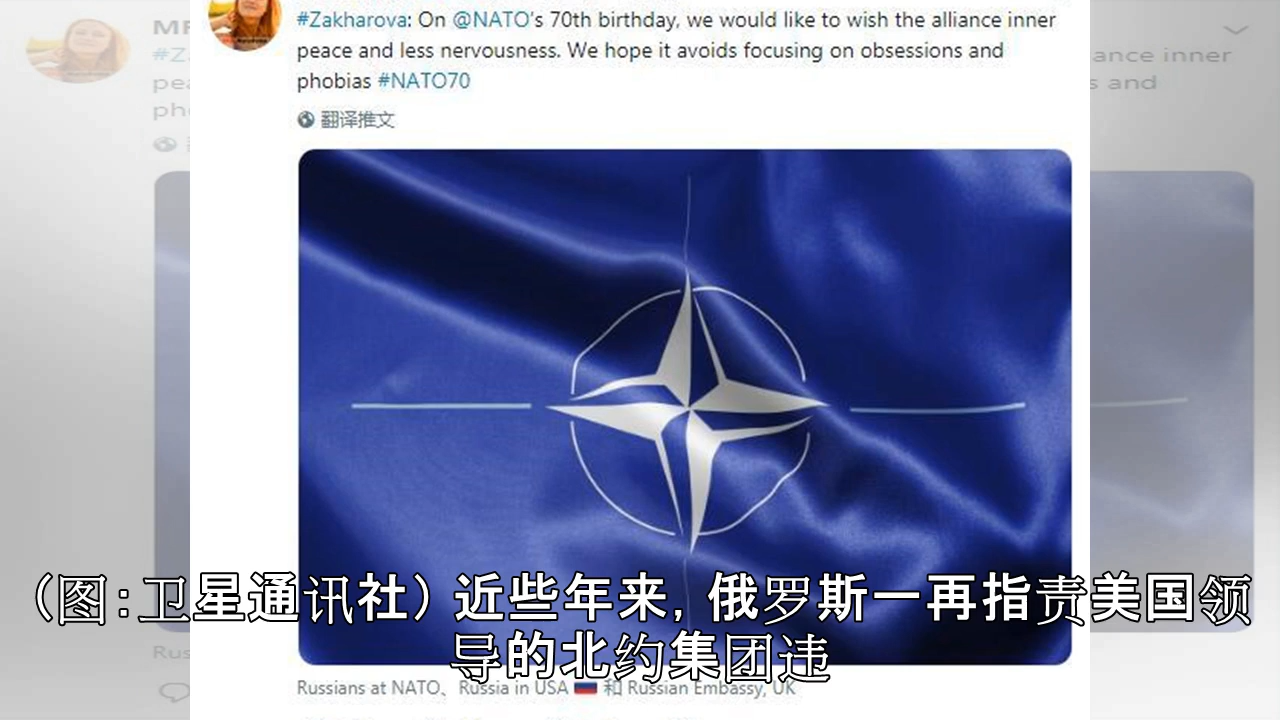 #Zakharova: On @NATO's 70th birthday, we would like to wish the alliance inner
peace and less nervousness. We hope it avoids focusing on obsessions and
phobias #NATO70
翻译推文
（图:卫星通讯社）近些年来，俄罗斯一再指责美国领
导的北约集团违
Russians at NATO、Russia in USA 和 Russian Embassy, UK